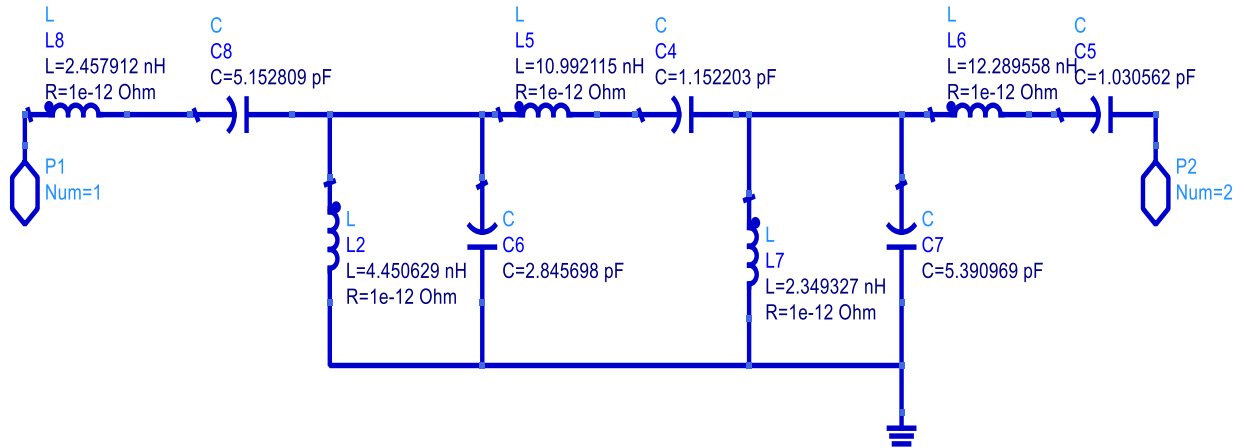 L
L8
L=2.457912 nH
R=1e-12 Ohm
C
C8
C=5.152809 pF
L
L5
L=10.992115 nH
R=1e-12 Ohm
C
C4
C=1.152203 pF
L
L6
L=12.289558 nH
R=1e-12 Ohm
C
C5
C=1.030562 pF
P1
Num=1
L
L2
L=4.450629 nH
R=1e-12 Ohm
C
C6
C=2.845698 pF
L
L7
L=2.349327 nH
R=1e-12 Ohm
C
C7
C=5.390969 pF
P2
Num=2